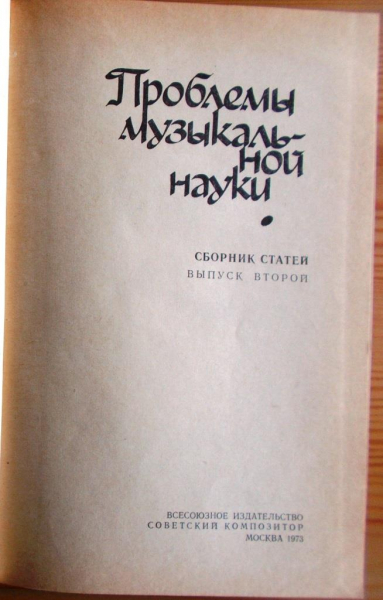 Проблемы
музыкаль-
ной
науки
СБОРНИК СТАТЕЙ
ВЫПУСК ВТОРОЙ
ВСЕСОЮЗНОЕ ИЗДАТЕЛЬСТВО
СОВЕТСКИЙ КОМПОЗИТОР
МОСКВА 1973